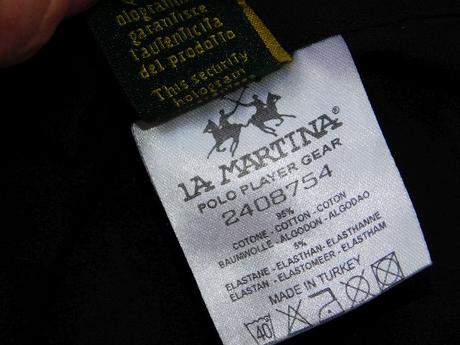 ologramma
garantisce
l'autenticità
del prodotto
This security
hologram
LA MARTINA®
POLO PLAYER GEAR
2408754
95%
COTONE - COTTON - COTON
BAUMWOLLE - ALGODON - ALGODAO
5%
ELASTANE - ELASTHAN - ELASTHANNE
ELASTAN - ELASTOMEER - ELASTHAM
MADE IN TURKEY
40